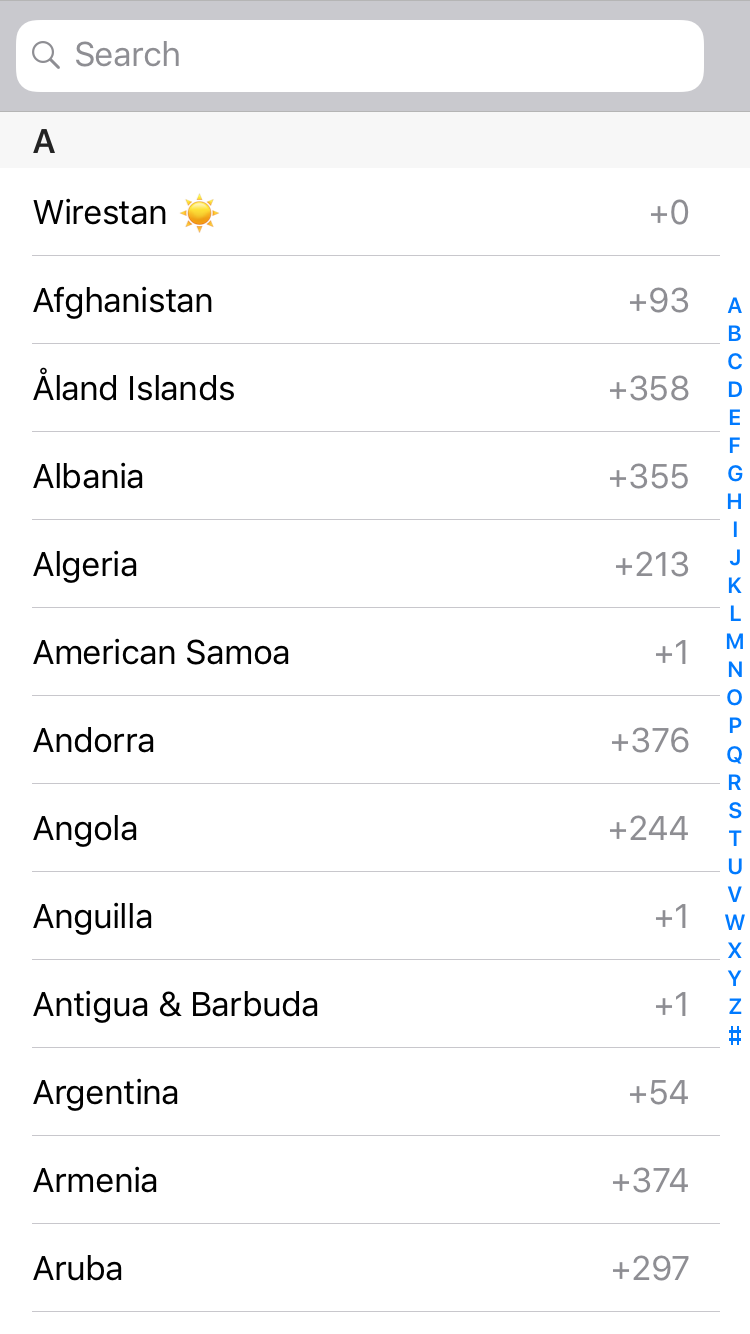 Search
A
Wirestan ☀️ +0
Afghanistan +93
Åland Islands +358
Albania +355
Algeria +213
American Samoa +1
Andorra +376
Angola +244
Anguilla +1
Antigua & Barbuda +1
Argentina +54
Armenia +374
Aruba +297
A
B
C
D
E
F
G
H
I
J
K
L
M
N
O
P
Q
R
S
T
U
V
W
X
Y
Z
#